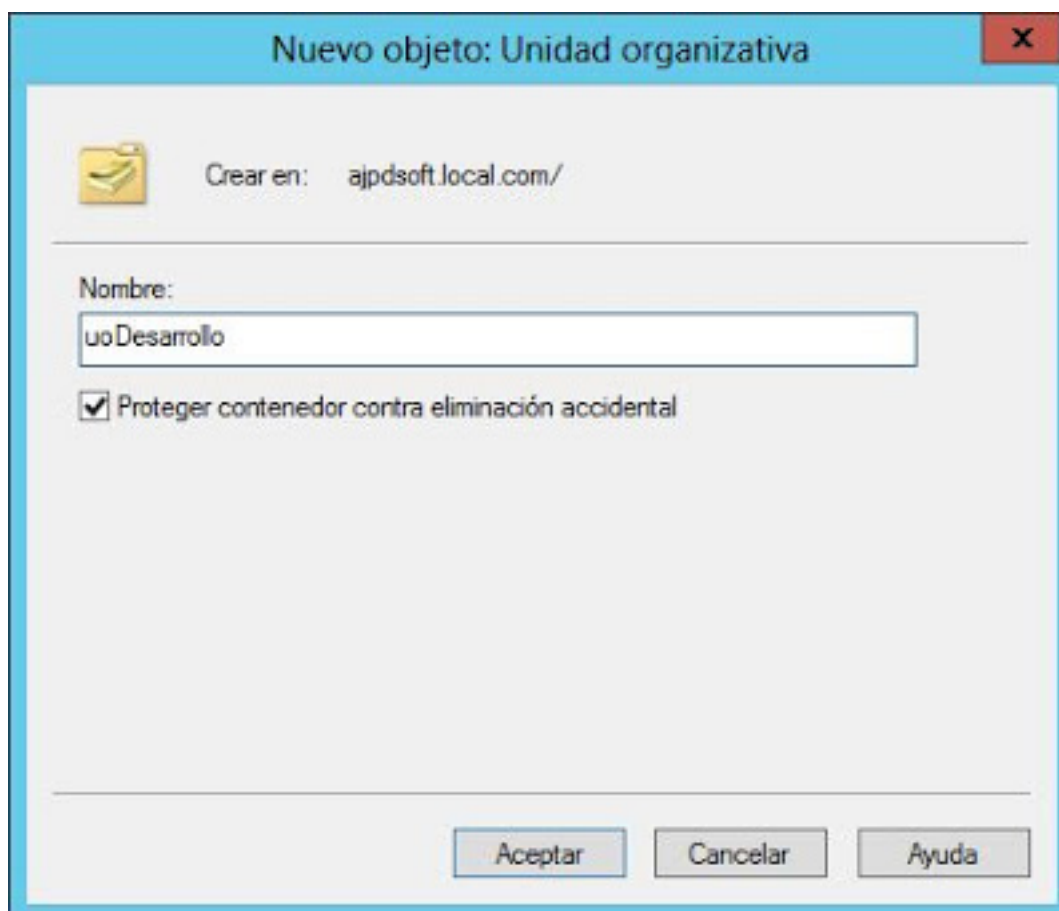 Nuevo objeto: Unidad organizativa
x
Crear en: ajpdsoft.local.com/
Nombre:
uoDesarrollo
Proteger contenedor contra eliminación accidental
Aceptar Cancelar Ayuda